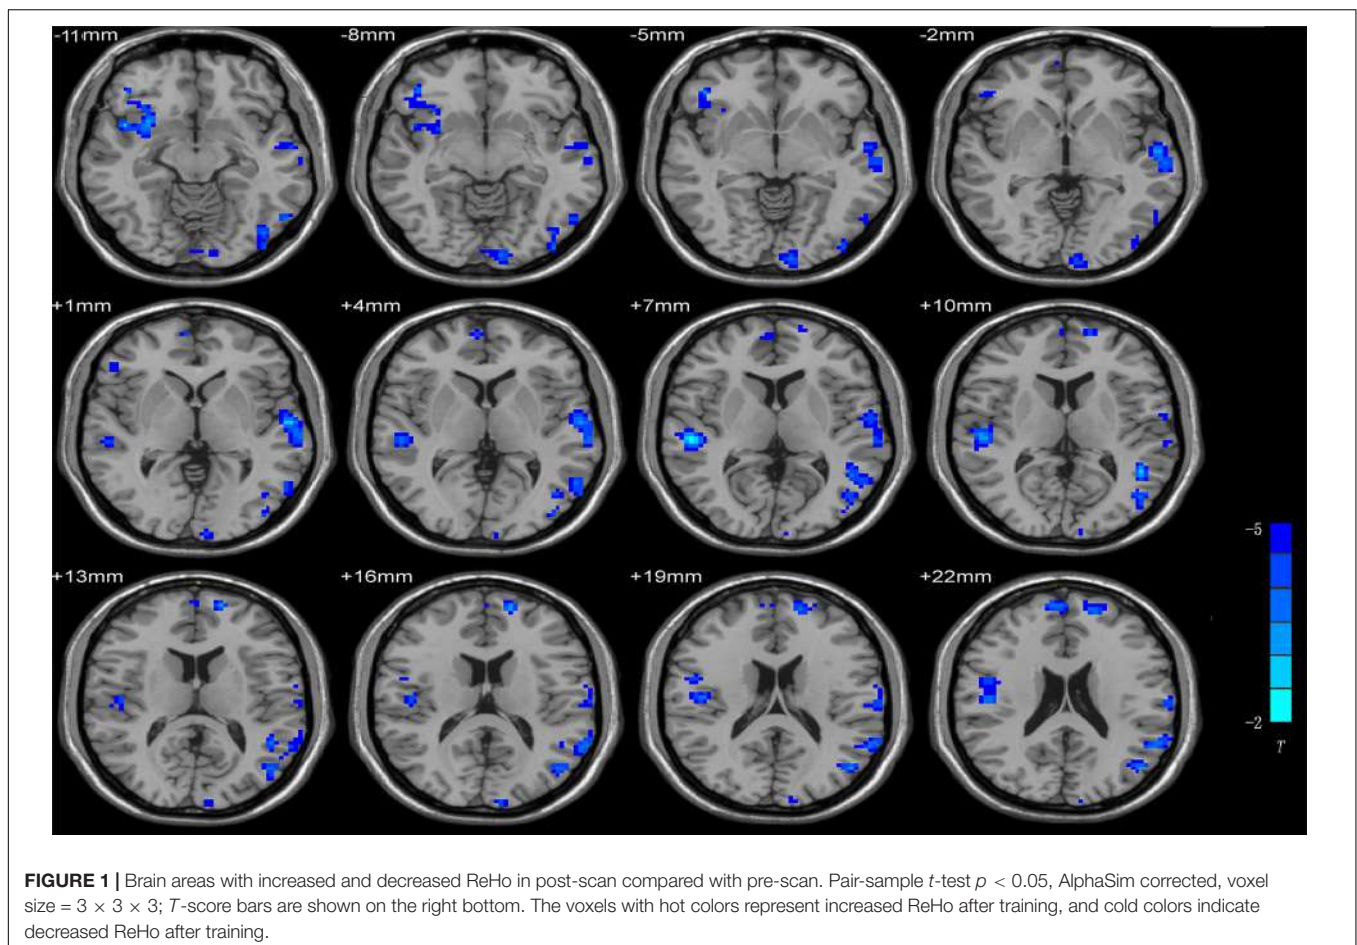 -11mm
-8mm
-5mm
-2mm
+1mm
+4mm
+7mm
+10mm
+13mm
+16mm
+19mm
+22mm
-5
-2
T
FIGURE 1 | Brain areas with increased and decreased ReHo in post-scan compared with pre-scan. Pair-sample t-test p < 0.05, AlphaSim corrected, voxel
size = 3 × 3 × 3; T-score bars are shown on the right bottom. The voxels with hot colors represent increased ReHo after training, and cold colors indicate
decreased ReHo after training.